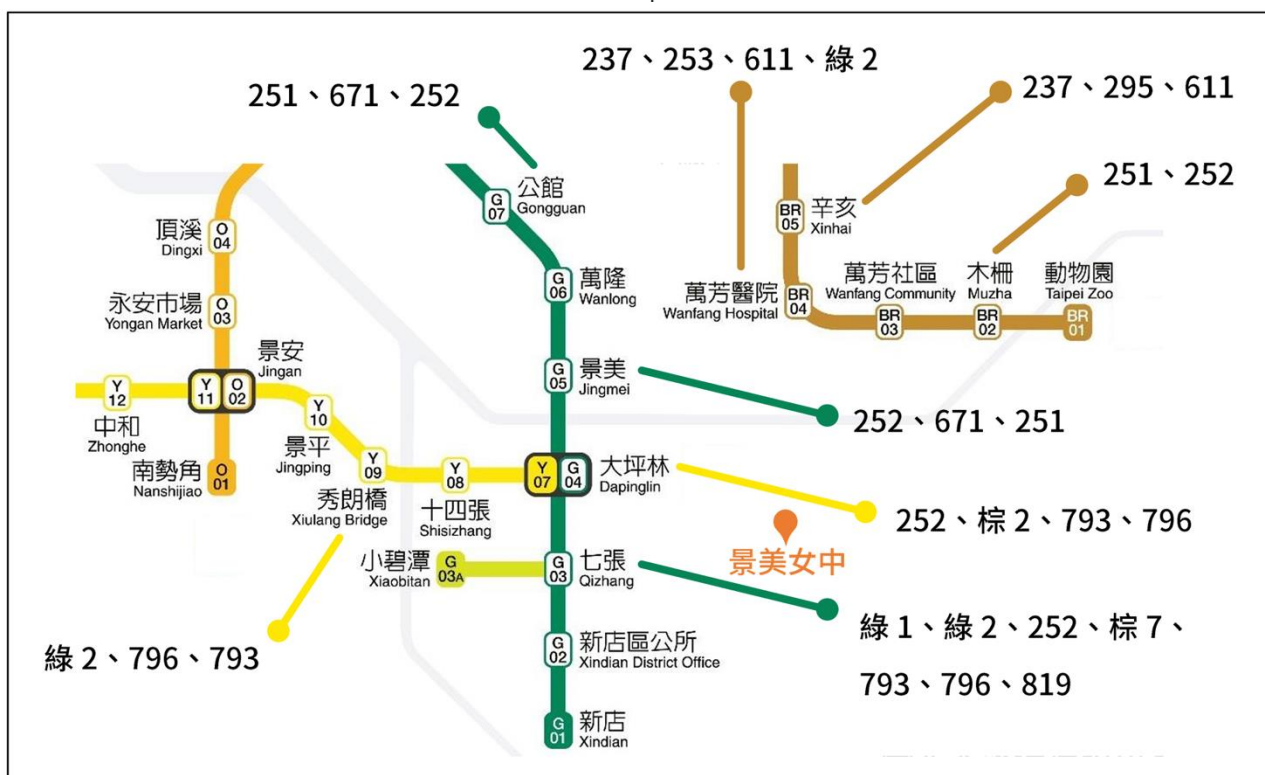 237、253、611、綠 2
237、295、611
251、671、252
251、252
G
07
公館
Gongguan
BR
05
辛亥
Xinhai
頂溪
Dingxi
O
04
G
06
萬隆
Wanlong
萬芳醫院
Wanfang Hospital
BR
04
萬芳社區
Wanfang Community
BR
03
木柵
Muzha
BR
02
動物園
Taipei Zoo
BR
01
永安市場
Yongan Market
O
03
景安
Jingan
G
05
景美
Jingmei
Y
12
中和
Zhonghe
Y
11
O
02
Y
10
景平
Jingping
252、671、251
南勢角
Nanshijiao
O
01
Y
09
秀朗橋
Xiulang Bridge
Y
08
十四張
Shisizhang
Y
07
G
04
大坪林
Dapinglin
252、棕 2、793、796
景美女中
小碧潭
Xiaobitan
G
03A
G
03
七張
Qizhang
綠 1、綠 2、252、棕 7、
793、796、819
綠 2、796、793
G
02
新店區公所
Xindian District Office
G
01
新店
Xindian